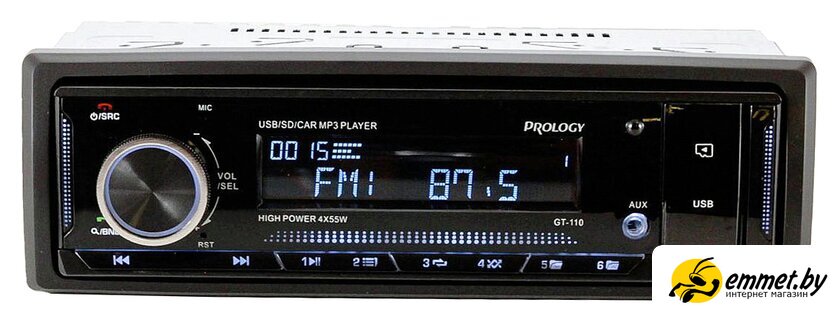 MIC
⏻/SRC
USB/SD/CAR MP3 PLAYER
PROLOGY
0015
1
FM1 87.5
VOL
/SEL
AUX
USB
HIGH POWER 4X55W
GT-110
RST
1 2 3 4 5 6
emmet.by
интернет магазин